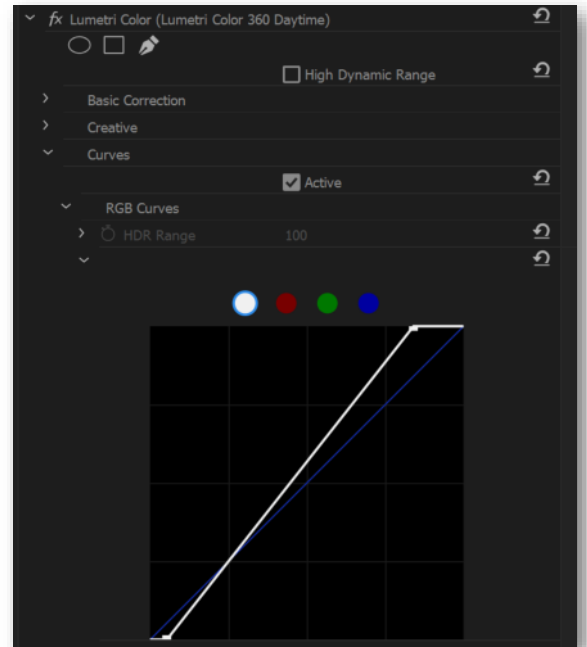 fx Lumetri Color (Lumetri Color 360 Daytime)
High Dynamic Range
Basic Correction
Creative
Curves
Active
RGB Curves
HDR Range 100